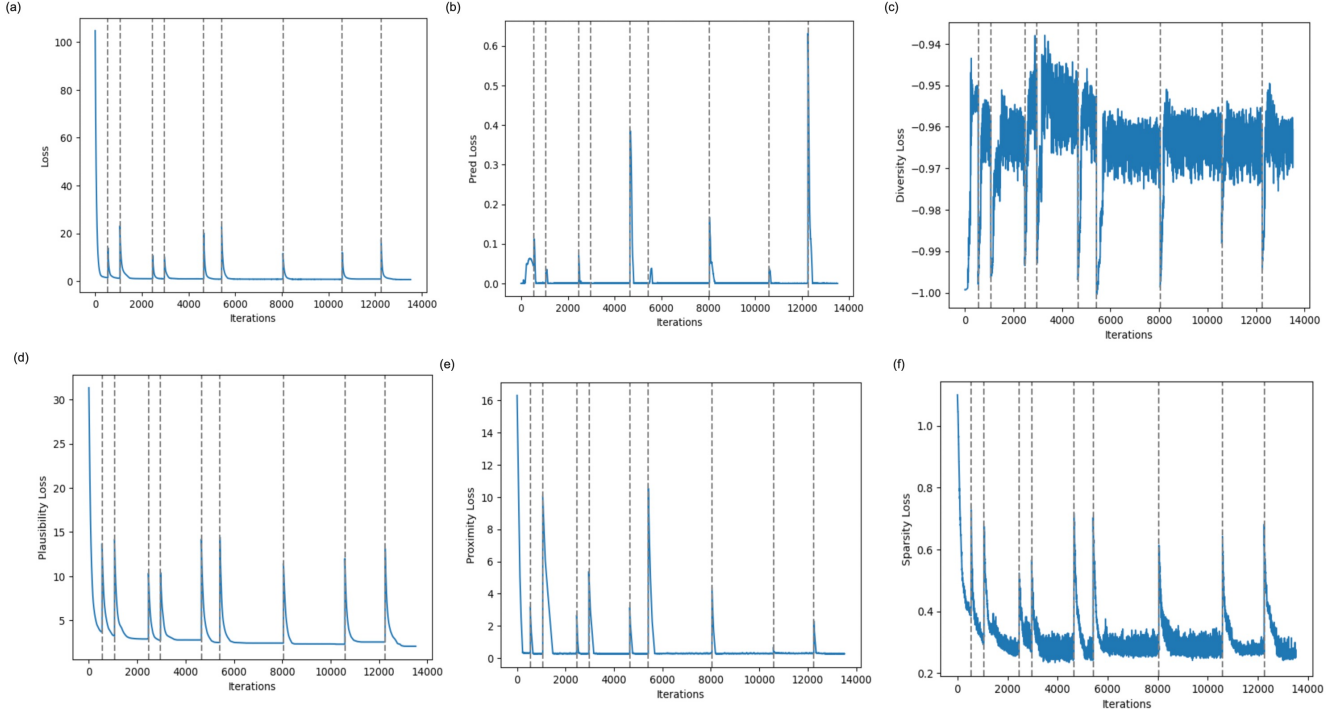 (a)
(b)
(c)
100
80
60
40
20
0
Loss
0 2000 4000 6000 8000 10000 12000 14000
Iterations
0.6
0.5
0.4
0.3
0.2
0.1
0.0
Pred Loss
0 2000 4000 6000 8000 10000 12000 14000
Iterations
−0.94
−0.95
−0.96
−0.97
−0.98
−0.99
−1.00
Diversity Loss
0 2000 4000 6000 8000 10000 12000 14000
Iterations
(d)
(e)
(f)
30
25
20
15
10
5
Plausibility Loss
0 2000 4000 6000 8000 10000 12000 14000
Iterations
16
14
12
10
8
6
4
2
0
Proximity Loss
0 2000 4000 6000 8000 10000 12000 14000
Iterations
1.0
0.8
0.6
0.4
0.2
Sparsity Loss
0 2000 4000 6000 8000 10000 12000 14000
Iterations